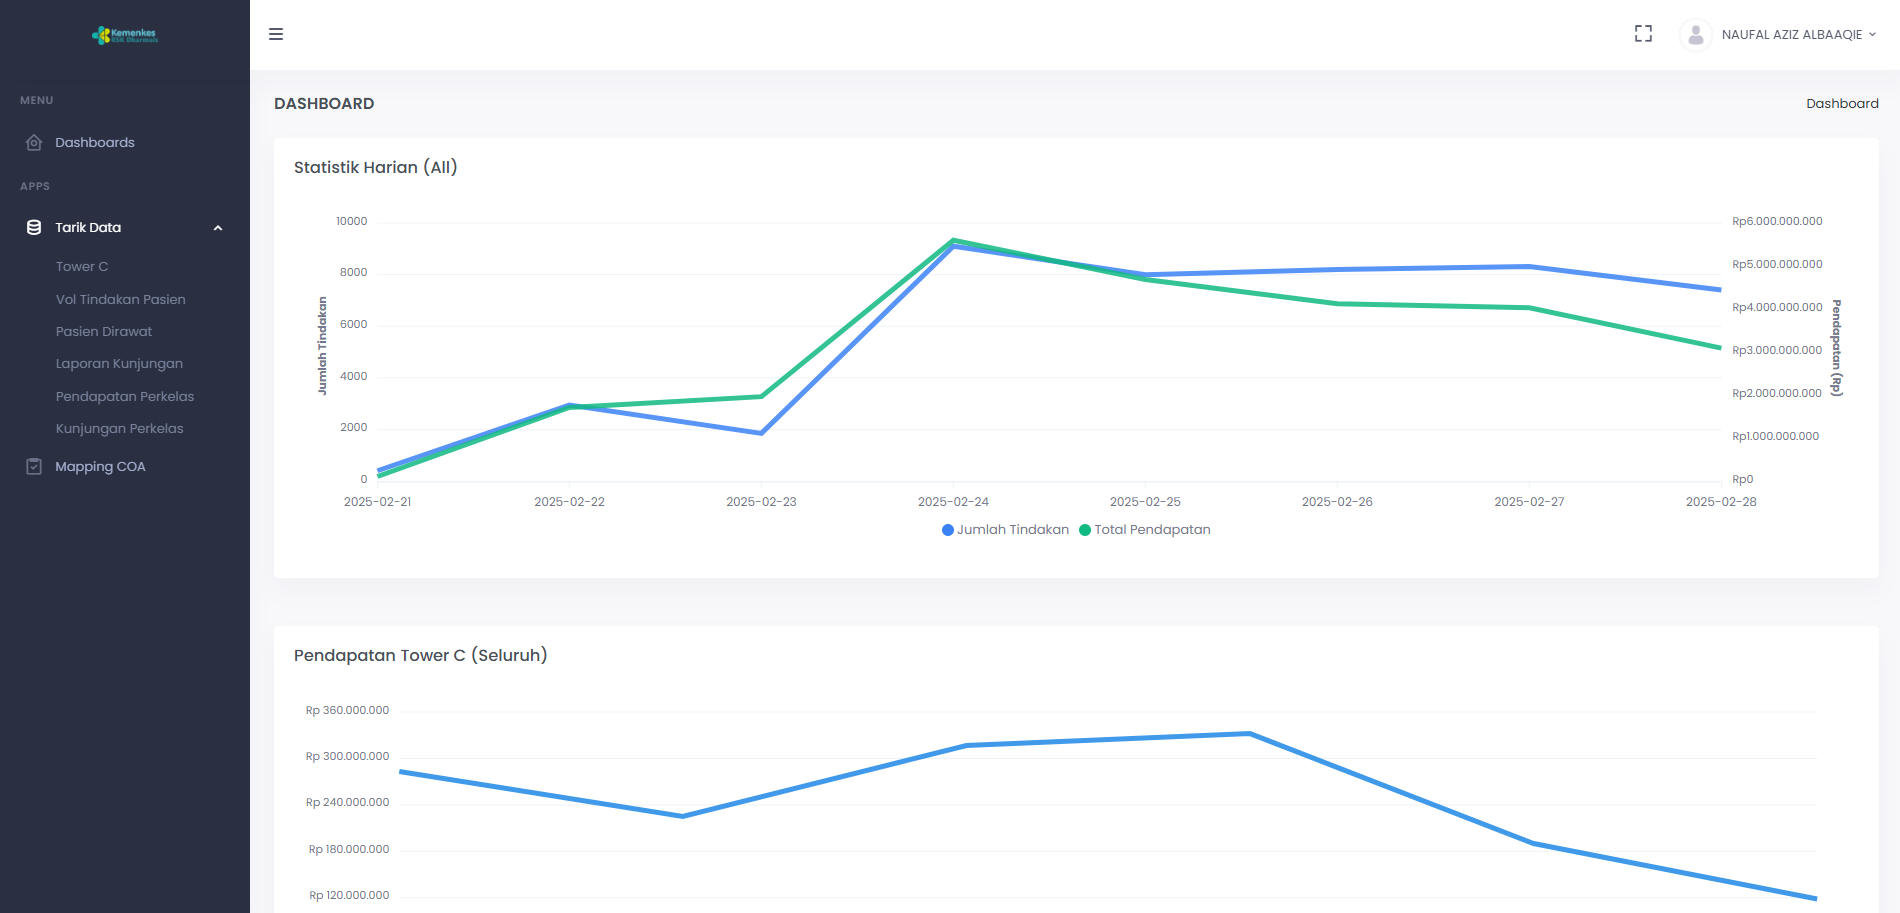 Kemenkes
RSK Dharmais
NAUFAL AZIZ ALBAAQIE
MENU
Dashboards
APPS
Tarik Data
Tower C
Vol Tindakan Pasien
Pasien Dirawat
Laporan Kunjungan
Pendapatan Perkelas
Kunjungan Perkelas
Mapping COA
DASHBOARD
Dashboard
Statistik Harian (All)
Jumlah Tindakan
10000
8000
6000
4000
2000
0
Rp6.000.000.000
Rp5.000.000.000
Rp4.000.000.000
Rp3.000.000.000
Rp2.000.000.000
Rp1.000.000.000
Rp0
Pendapatan (Rp)
2025-02-21 2025-02-22 2025-02-23 2025-02-24 2025-02-25 2025-02-26 2025-02-27 2025-02-28
Jumlah Tindakan Total Pendapatan
Pendapatan Tower C (Seluruh)
Rp 360.000.000
Rp 300.000.000
Rp 240.000.000
Rp 180.000.000
Rp 120.000.000